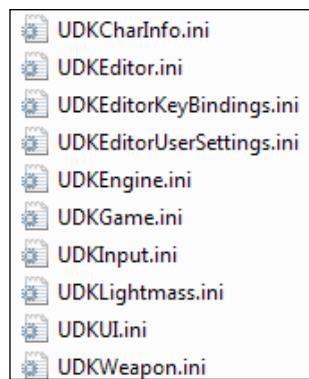 UDKCharInfo.ini
UDKEditor.ini
UDKEditorKeyBindings.ini
UDKEditorUserSettings.ini
UDKEngine.ini
UDKGame.ini
UDKInput.ini
UDKLightmass.ini
UDKUI.ini
UDKWeapon.ini